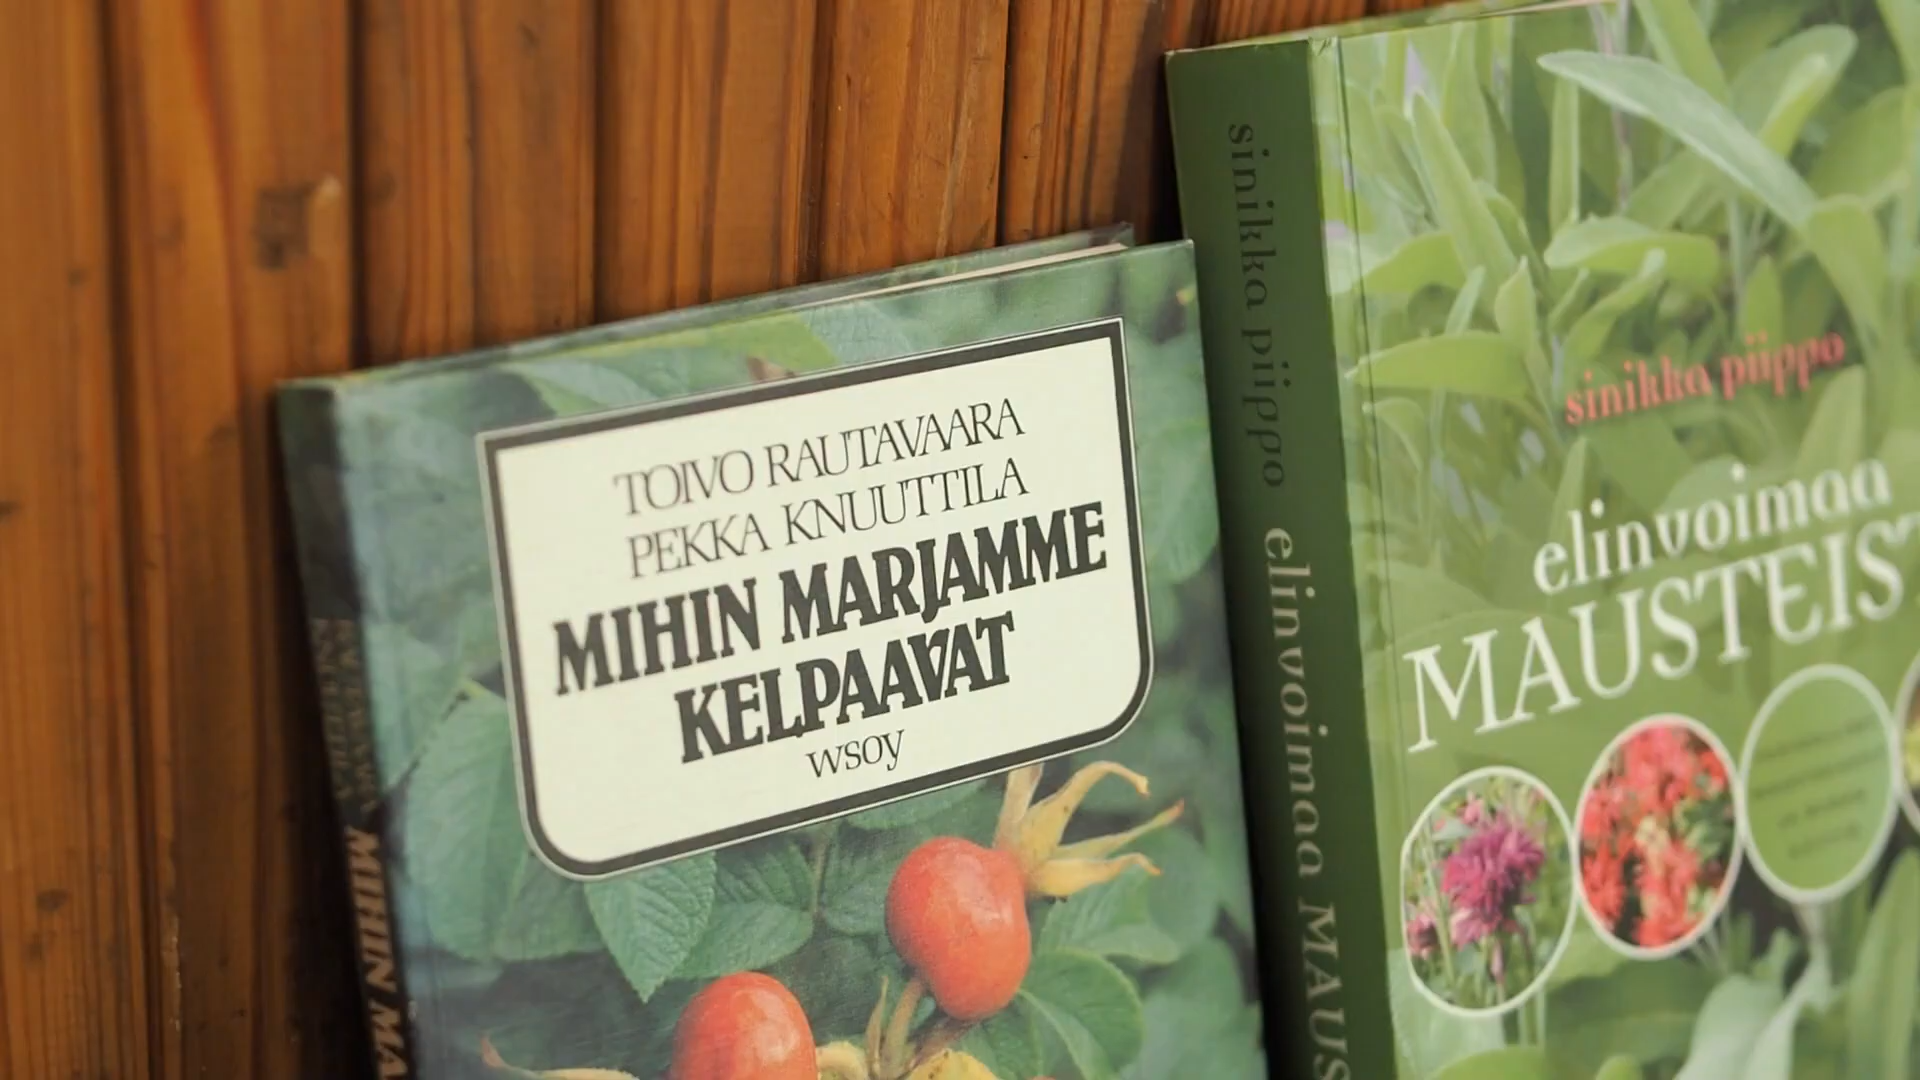 TOIVO RAUTAVAARA
PEKKA KNUUTTILA
MIHIN MARJAMME
KELPAAVAT
wsoy
MIHIN MA
sinikka piippo elinvoimaa MAUS
sinikka piippo
elinvoimaa
MAUSTEIST